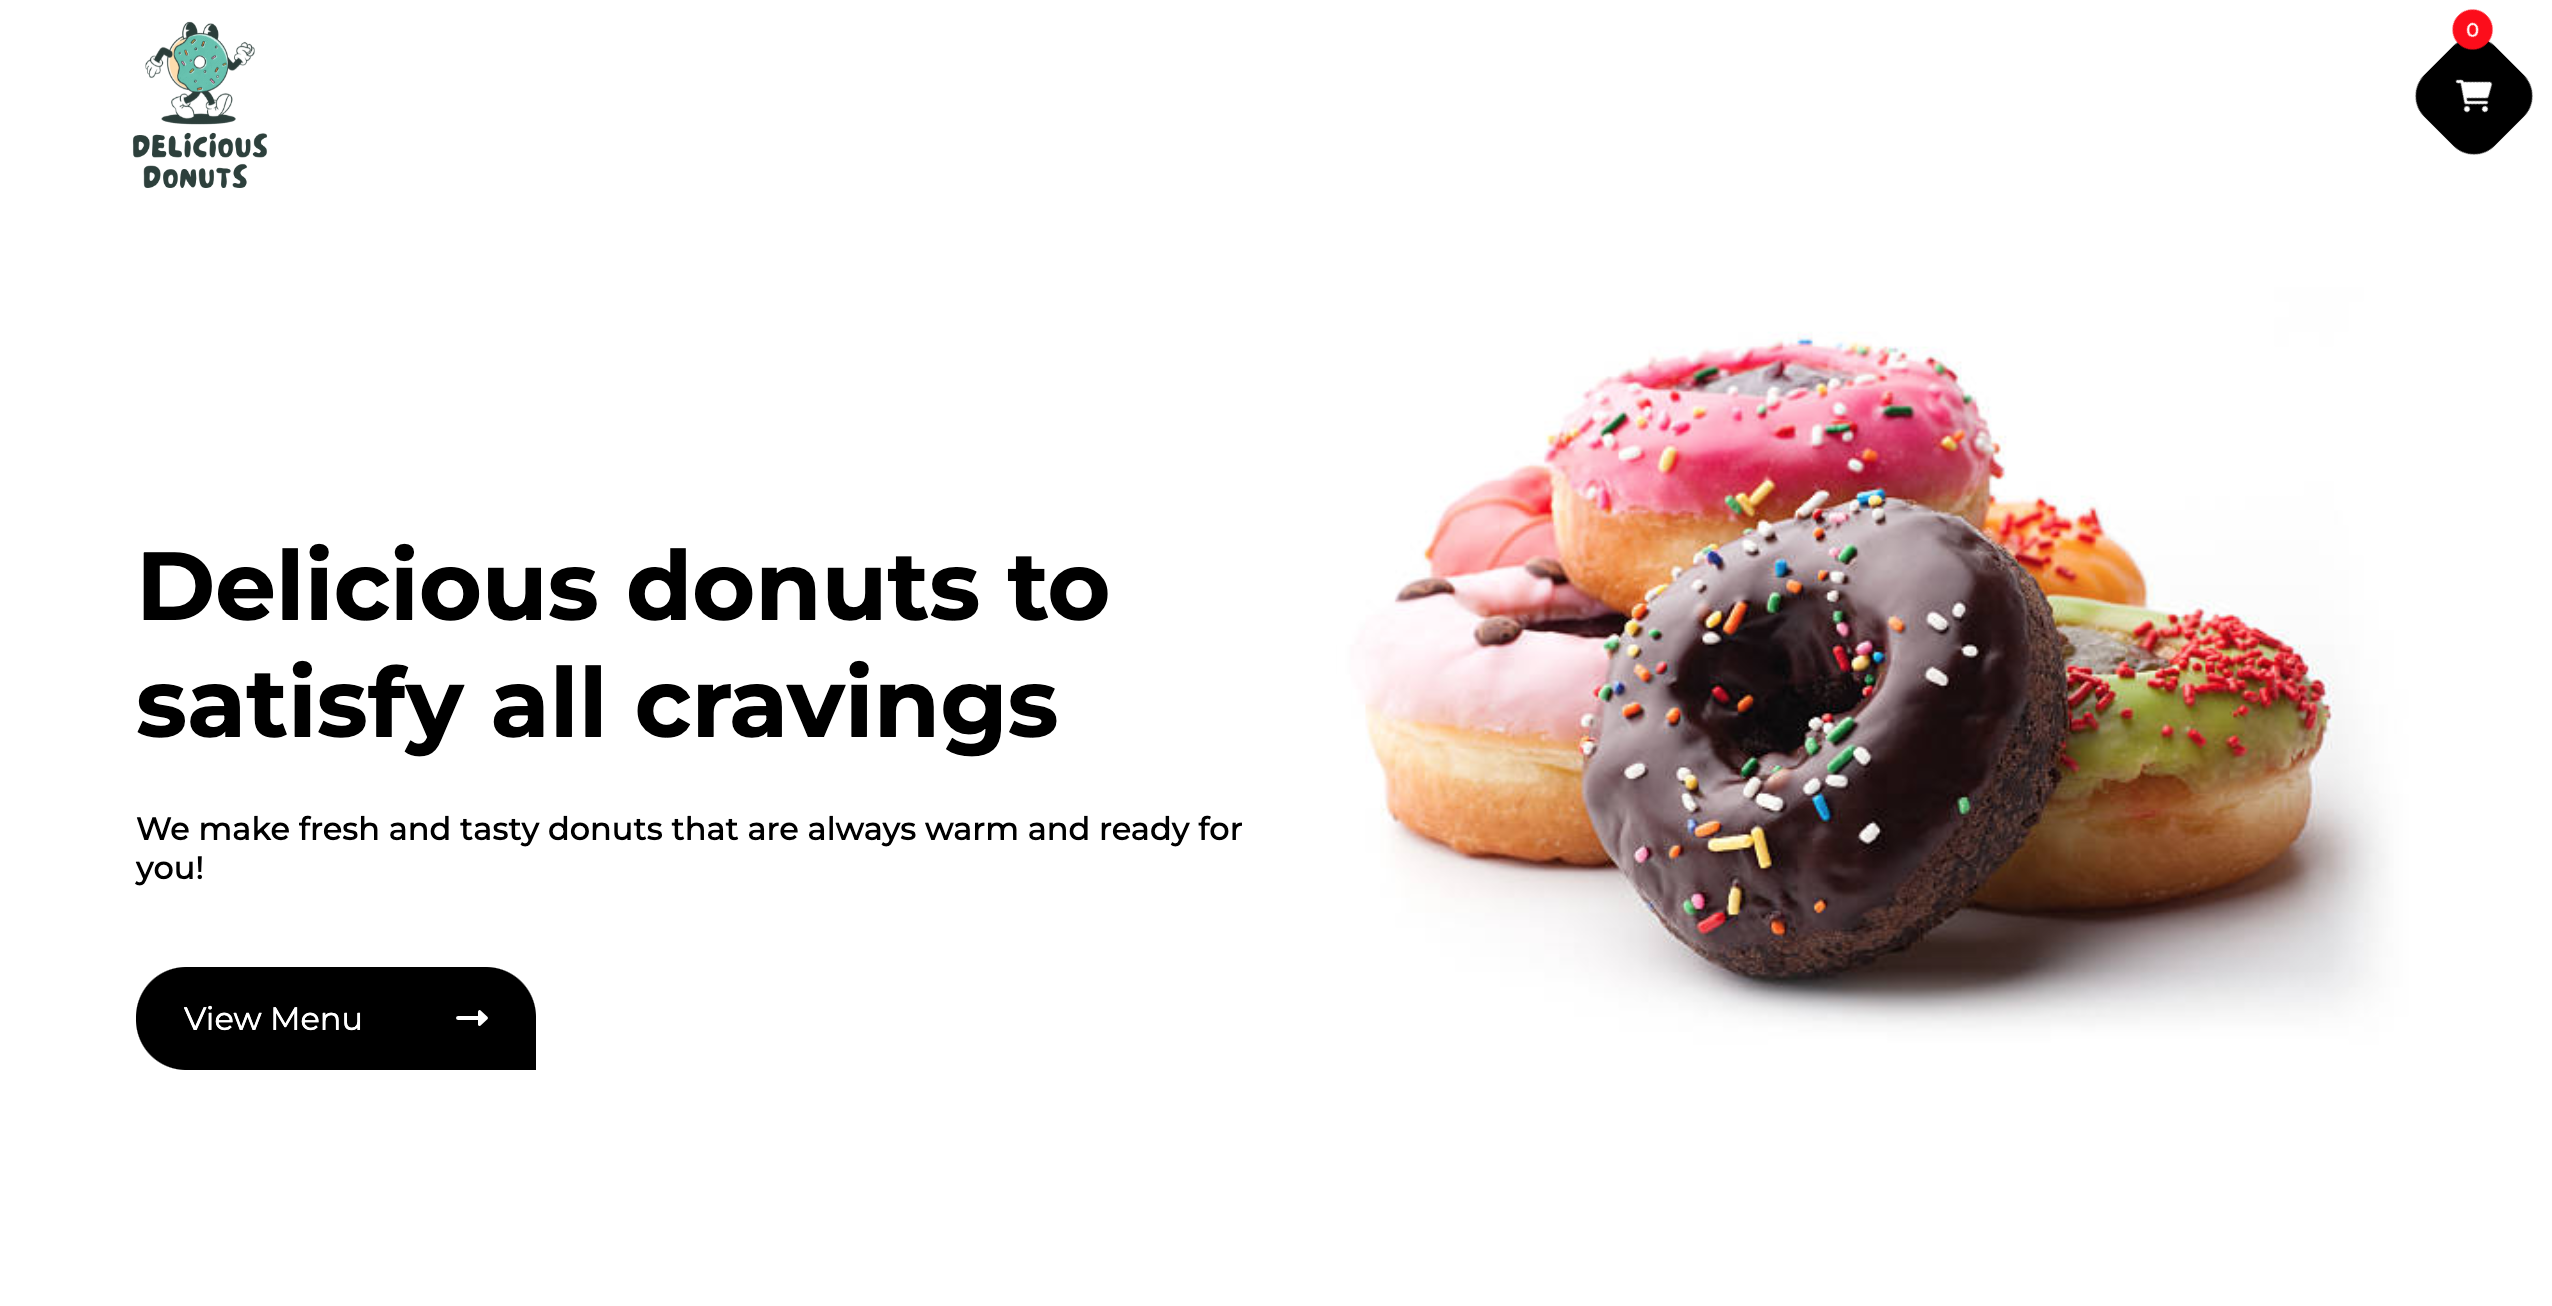 DELiCiOUS
DONUTS
0
Delicious donuts to
satisfy all cravings
We make fresh and tasty donuts that are always warm and ready for
you!
View Menu